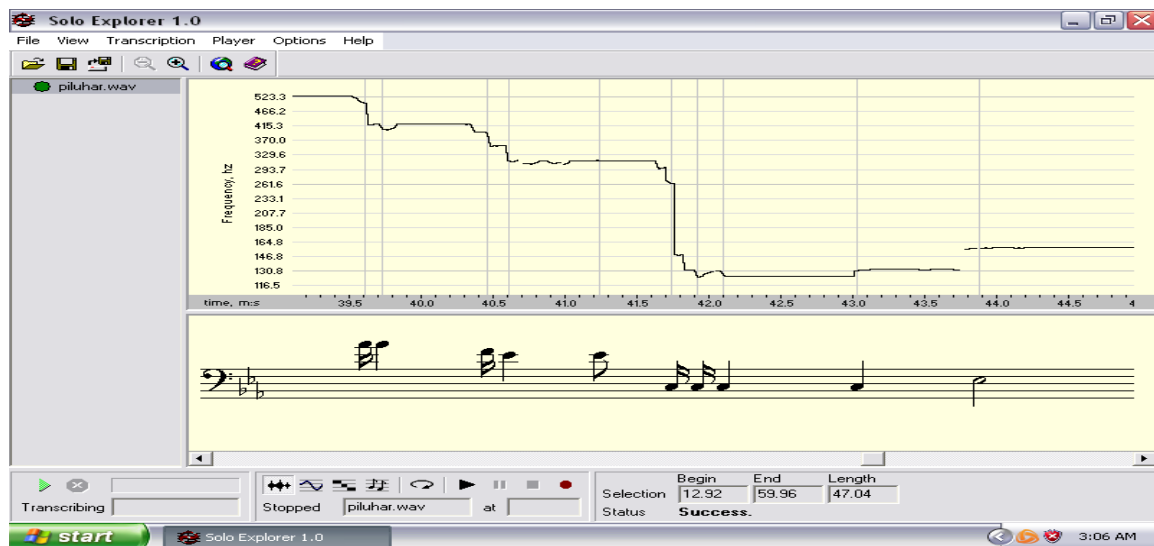 Solo Explorer 1.0
File View Transcription Player Options Help
piluhar.wav
523.3
466.2
415.3
370.0
329.6
293.7
261.6
233.1
207.7
185.0
164.8
146.8
130.8
116.5
Frequency, hz
time, m:s 39.5 40.0 40.5 41.0 41.5 42.0 42.5 43.0 43.5 44.0 44.5 4
Transcribing
Stopped piluhar.wav at
Begin End Length
Selection 12.92 59.96 47.04
Status Success.
start Solo Explorer 1.0 3:06 AM